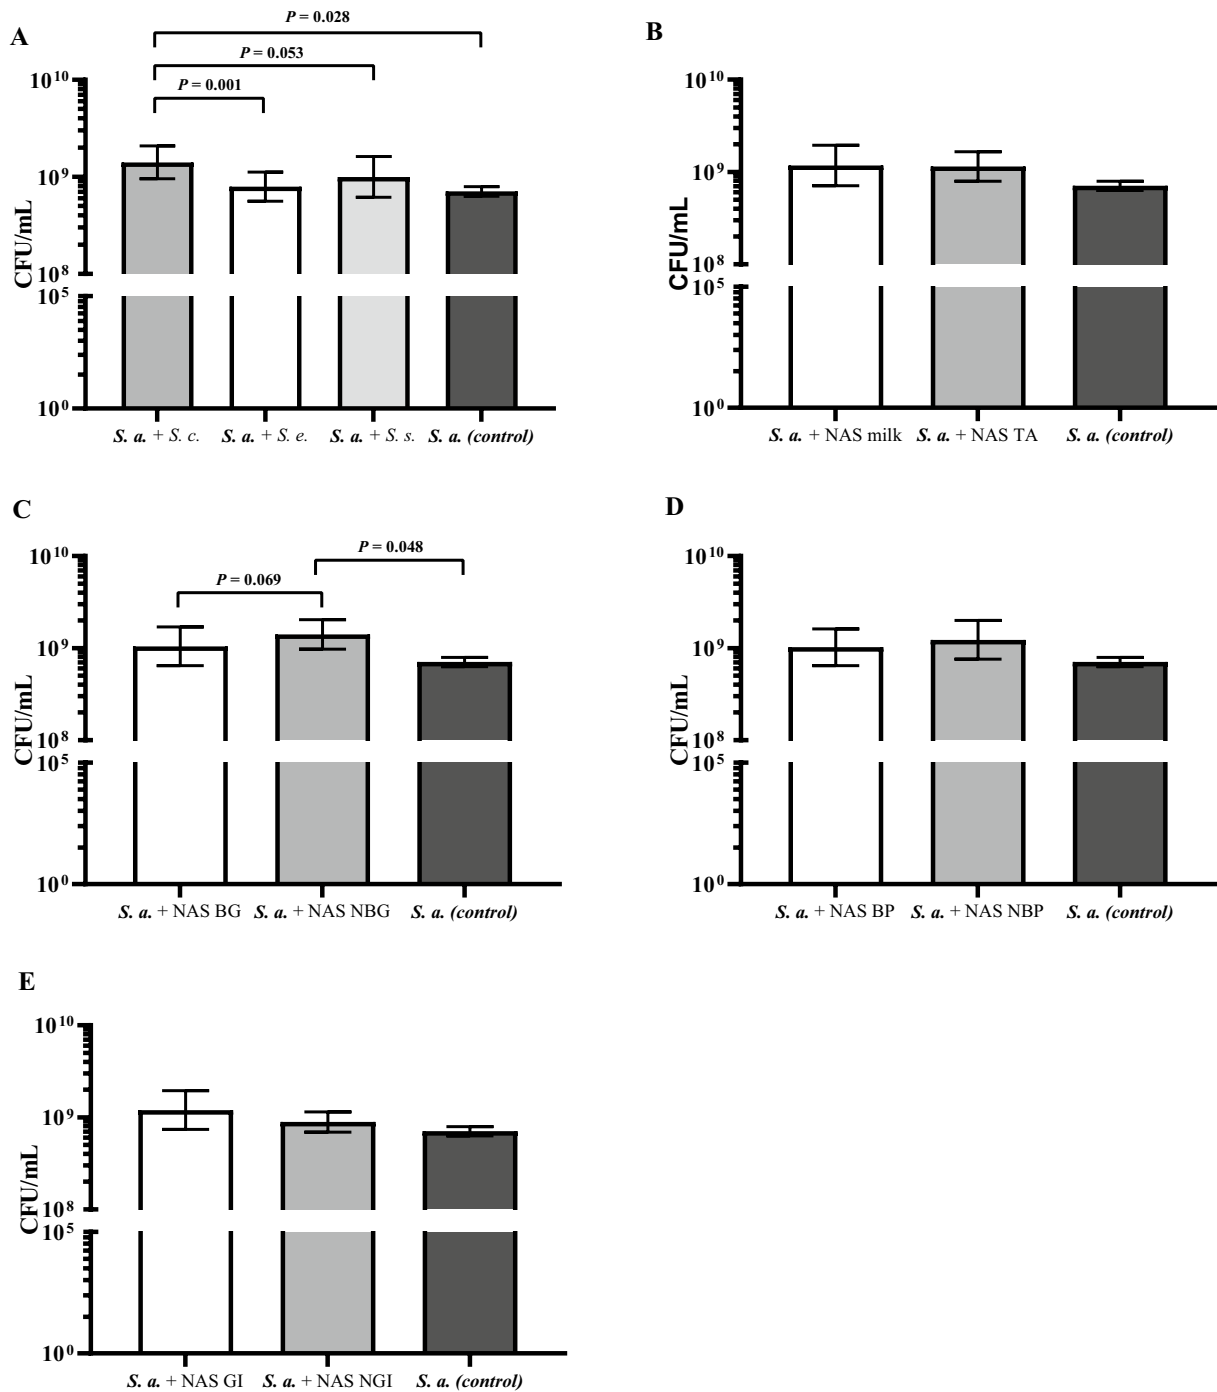 A
P = 0.028
P = 0.053
P = 0.001
10¹⁰
10⁹
10⁸
10⁵
10⁰
CFU/mL
S. a. + S. c.
S. a. + S. e.
S. a. + S. s.
S. a. (control)
B
10¹⁰
10⁹
10⁸
10⁵
10⁰
CFU/mL
S. a. + NAS milk
S. a. + NAS TA
S. a. (control)
C
P = 0.048
P = 0.069
10¹⁰
10⁹
10⁸
10⁵
10⁰
CFU/mL
S. a. + NAS BG
S. a. + NAS NBG
S. a. (control)
D
10¹⁰
10⁹
10⁸
10⁵
10⁰
CFU/mL
S. a. + NAS BP
S. a. + NAS NBP
S. a. (control)
E
10¹⁰
10⁹
10⁸
10⁵
10⁰
CFU/mL
S. a. + NAS GI
S. a. + NAS NGI
S. a. (control)